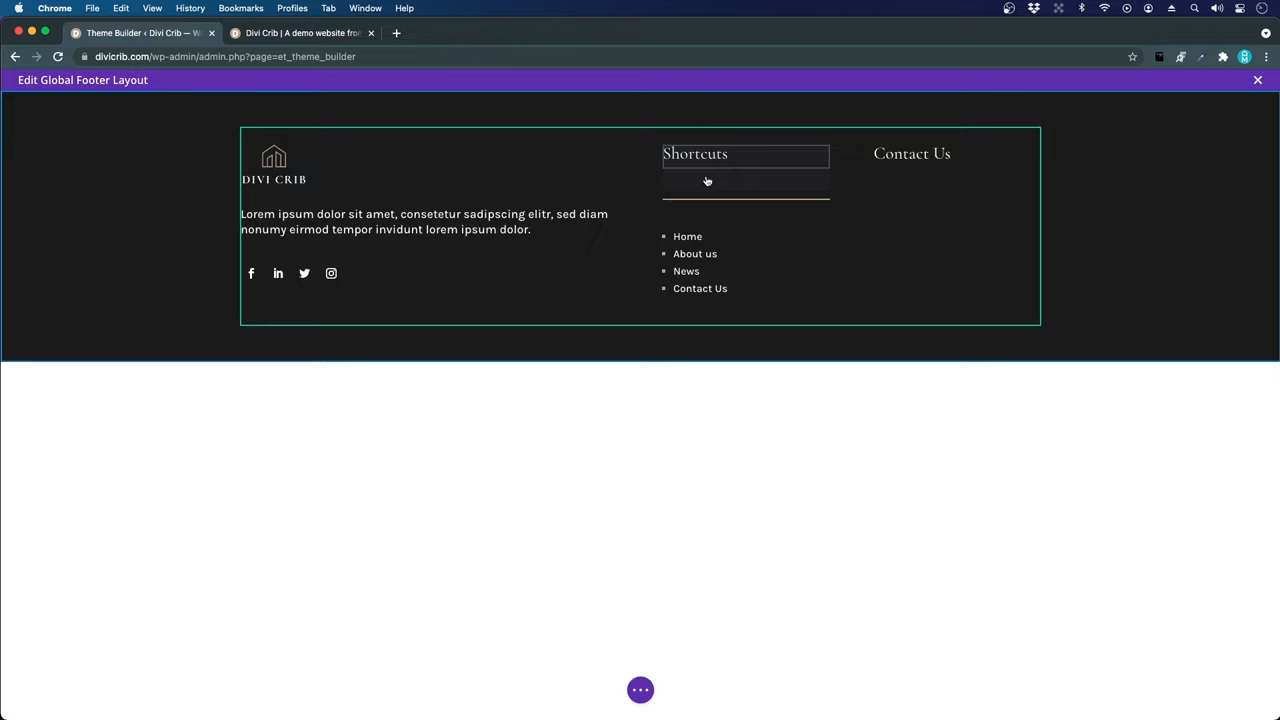 Chrome File Edit View History Bookmarks Profiles Tab Window Help
Theme Builder ‹ Divi Crib — W
Divi Crib | A demo website from
divicrib.com/wp-admin/admin.php?page=et_theme_builder
Edit Global Footer Layout
DIVI CRIB
Lorem ipsum dolor sit amet, consetetur sadipscing elitr, sed diam
nonumy eirmod tempor invidunt lorem ipsum dolor.
Shortcuts
Home
About us
News
Contact Us
Contact Us